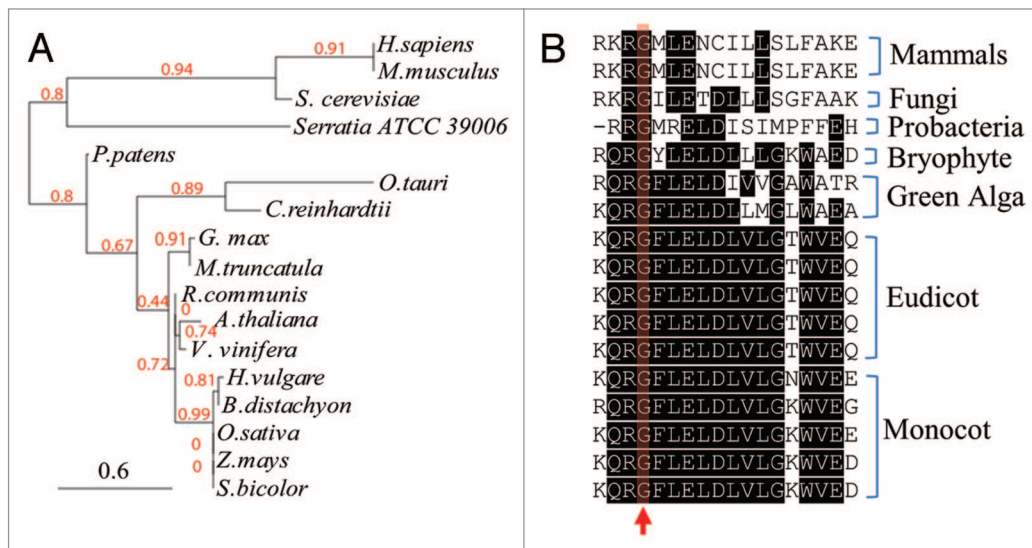 A
0.91
H.sapiens
0.94
M.musculus
0.8
S. cerevisiae
Serratia ATCC 39006
P.patens
0.8
0.89
O.tauri
C.reinhardtii
0.67
0.91
G. max
M.truncatula
0.44
R.communis
0
A.thaliana
0.74
V. vinifera
0.72
0.81
H.vulgare
B.distachyon
0.99
O.sativa
0
Z.mays
0
S.bicolor
0.6
B
RKRGMLENCILLSLFAKE
RKRGMLENCILLSLFAKE
Mammals
RKRGILETDLLLSGFAAK
Fungi
-RRGMRELDISIMPFFEH
Probacteria
RQRGYLELDLLLGKWAED
Bryophyte
RQRGFLELDIVVGAWATR
KQRGFLELDLLMGLWAEA
Green Alga
KQRGFLELDLVLGTWVEQ
KQRGFLELDLVLGTWVEQ
KQRGFLELDLVLGTWVEQ
KQRGFLELDLVLGTWVEQ
KQRGFLELDLVLGTWVEQ
Eudicot
KQRGFLELDLVLGNWVEE
RQRGFLELDLVLGKWVEG
KQRGFLELDLVLGKWVEE
KQRGFLELDLVLGKWVED
KQRGFLELDLVLGKWVED
Monocot